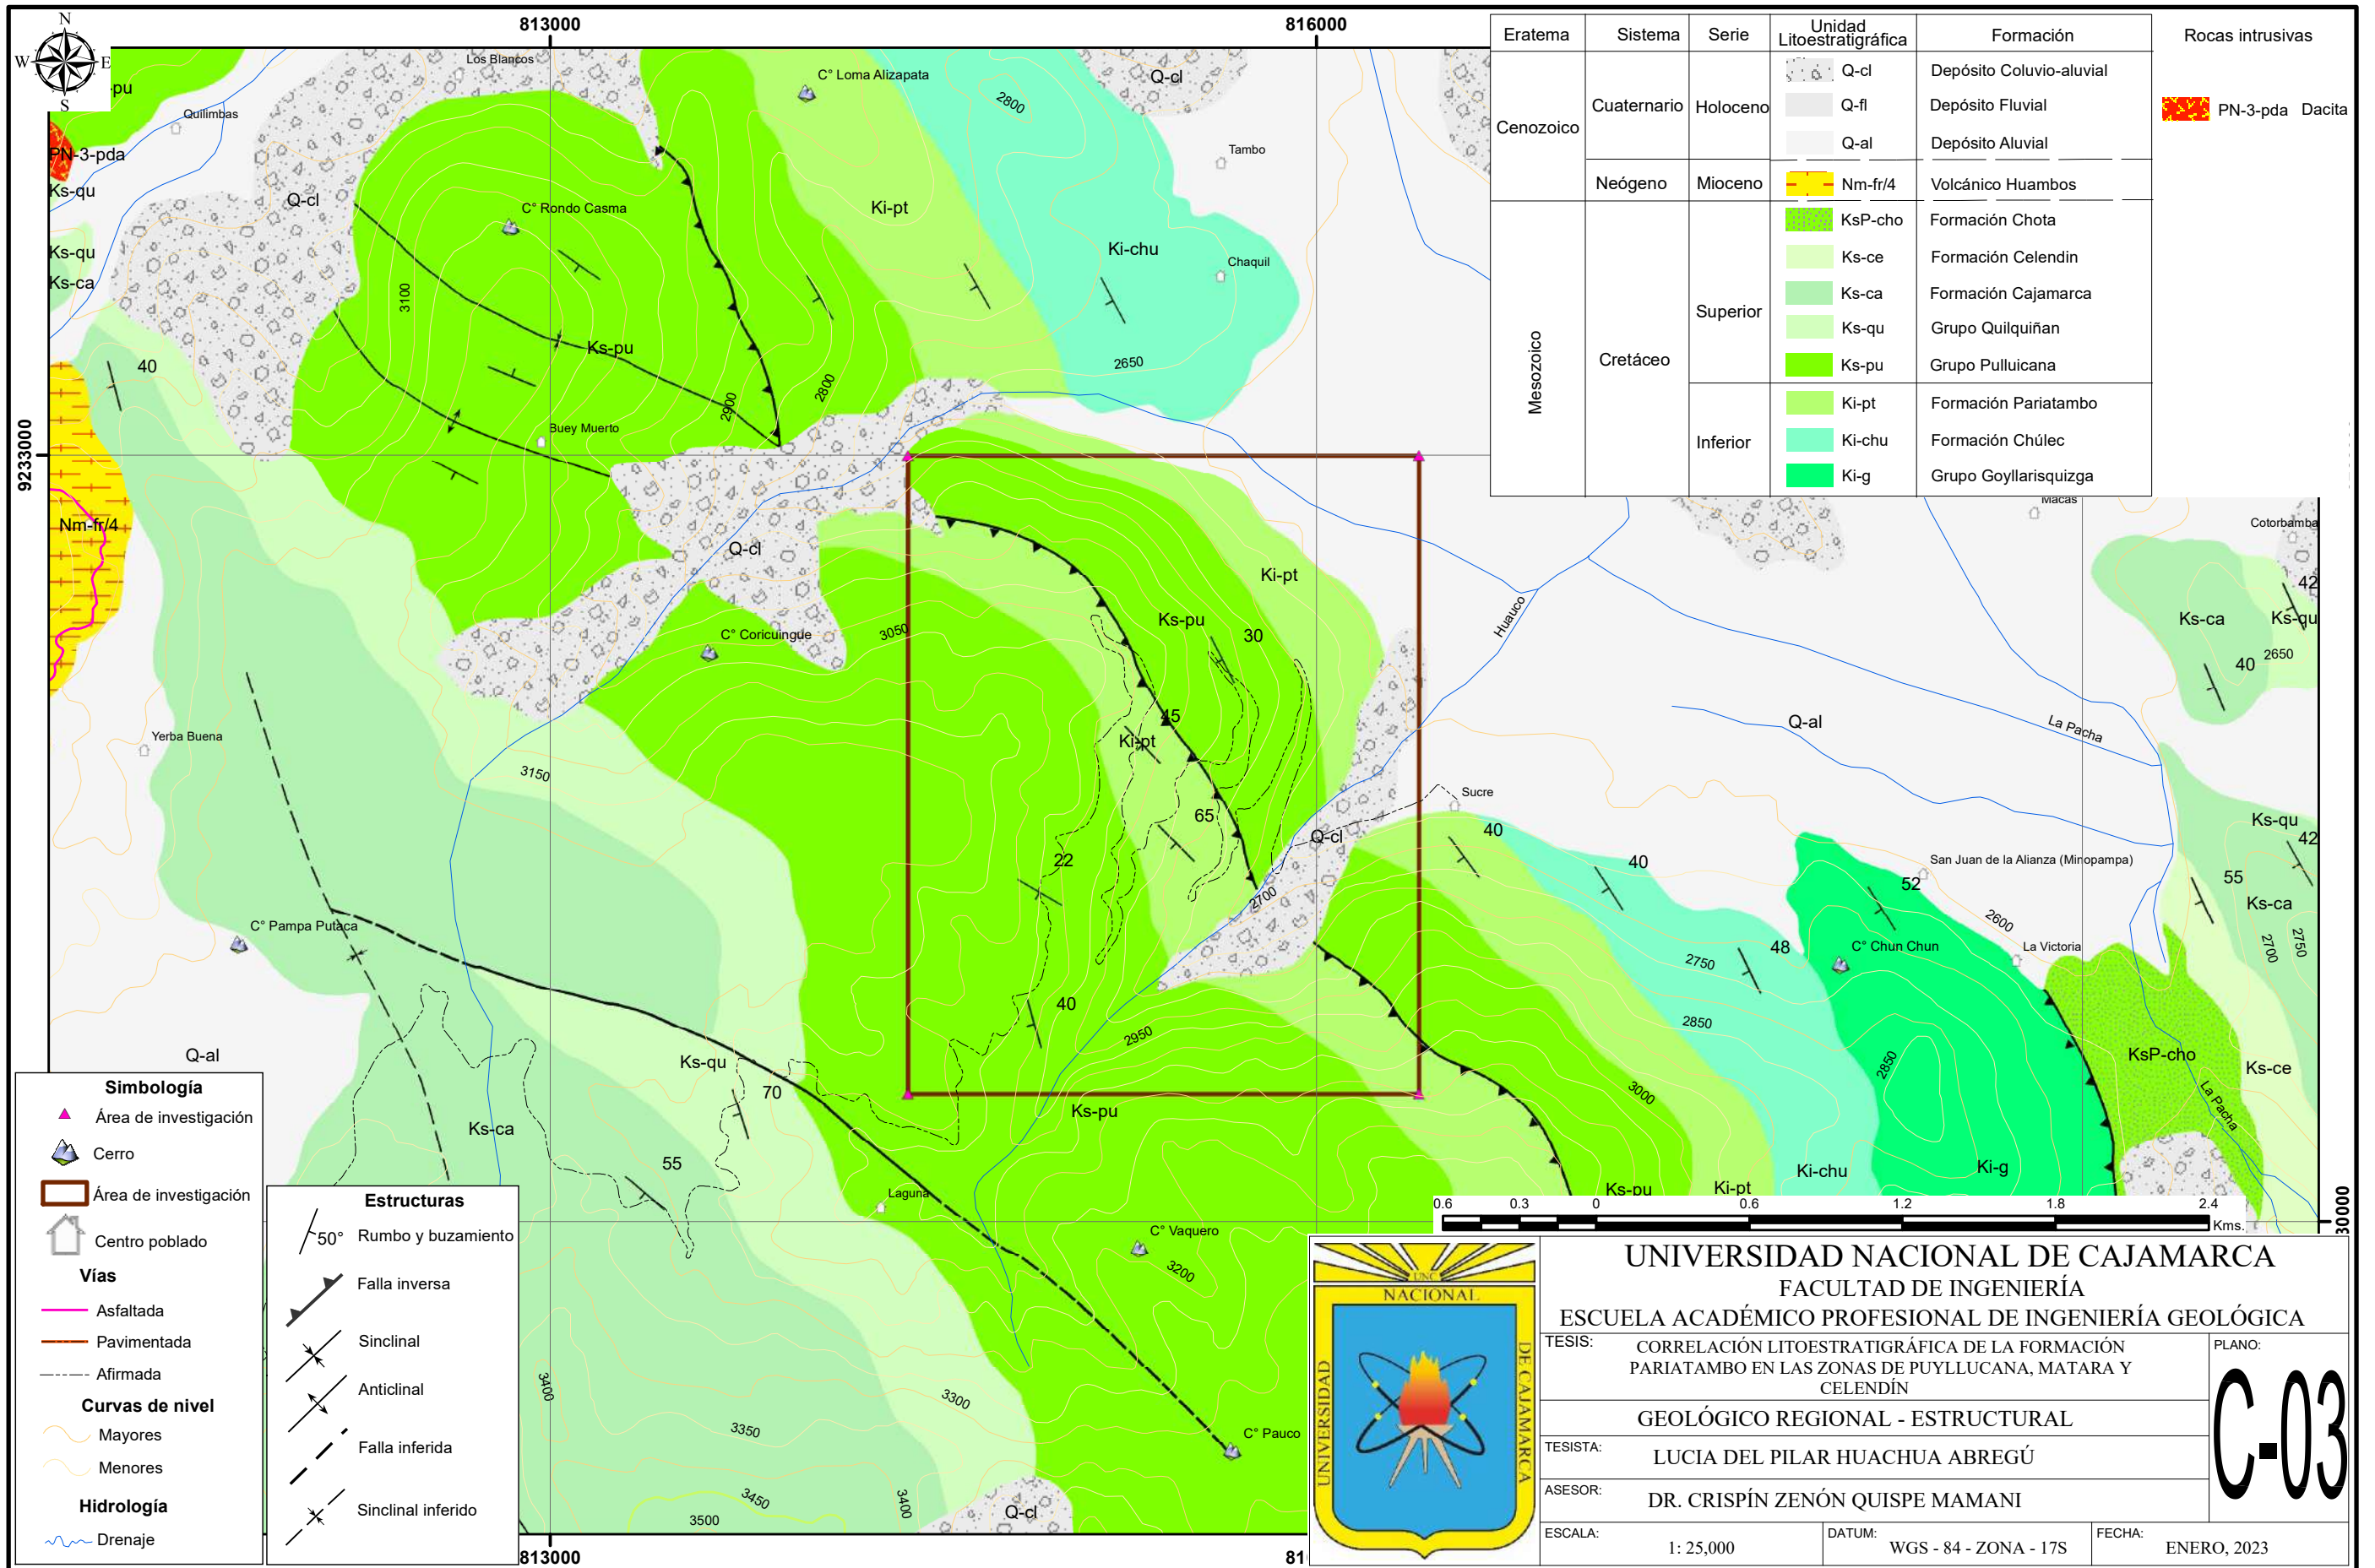 813000
816000
N
W
E
S
Los Blancos
C° Loma Alizapata
Q-cl
2800
-pu
Quilimbas
Tambo
PN-3-pda
Ks-qu
Q-cl
C° Rondo Casma
Ki-pt
Ks-qu
Ki-chu
Chaquil
Ks-ca
3100
Ks-pu
2650
40
2800
2900
Buey Muerto
9233000
Nm-fr/4
Q-cl
Ki-pt
Macas
Cotorbamba
42
Huauco
Ks-ca
Ks-qu
C° Coricuingue
3050
Ks-pu
30
40
2650
45
Ki-pt
Q-al
La Pacha
Yerba Buena
3150
Sucre
65
Q-cl
40
Ks-qu
42
22
40
San Juan de la Alianza (Minopampa)
52
55
2700
Ks-ca
2600
C° Pampa Putaca
48
C° Chun Chun
La Victoria
2750
2700
2750
40
2950
2850
Q-al
Ks-qu
70
2850
KsP-cho
Ks-ce
3000
La Pacha
Ks-pu
Ks-ca
55
Laguna
Ks-pu
Ki-pt
Ki-chu
Ki-g
C° Vaquero
3200
3400
3300
3350
C° Pauco
3450
3400
3500
Q-cl
813000
81
30000
Eratema
Sistema
Serie
Unidad
Litoestratigráfica
Formación
Rocas intrusivas
Cenozoico
Cuaternario
Holoceno
Q-cl
Depósito Coluvio-aluvial
Q-fl
Depósito Fluvial
PN-3-pda
Dacita
Q-al
Depósito Aluvial
Neógeno
Mioceno
Nm-fr/4
Volcánico Huambos
Mesozoico
Cretáceo
Superior
KsP-cho
Formación Chota
Ks-ce
Formación Celendin
Ks-ca
Formación Cajamarca
Ks-qu
Grupo Quilquiñan
Ks-pu
Grupo Pulluicana
Inferior
Ki-pt
Formación Pariatambo
Ki-chu
Formación Chúlec
Ki-g
Grupo Goyllarisquizga
Simbología
Área de investigación
Cerro
Área de investigación
Centro poblado
Vías
Asfaltada
Pavimentada
Afirmada
Curvas de nivel
Mayores
Menores
Hidrología
Drenaje
Estructuras
50°
Rumbo y buzamiento
Falla inversa
Sinclinal
Anticlinal
Falla inferida
Sinclinal inferido
0.6 0.3 0 0.6 1.2 1.8 2.4
Kms.
UNC
NACIONAL
UNIVERSIDAD
DE CAJAMARCA
UNIVERSIDAD NACIONAL DE CAJAMARCA
FACULTAD DE INGENIERÍA
ESCUELA ACADÉMICO PROFESIONAL DE INGENIERÍA GEOLÓGICA
TESIS:
CORRELACIÓN LITOESTRATIGRÁFICA DE LA FORMACIÓN
PARIATAMBO EN LAS ZONAS DE PUYLLUCANA, MATARA Y
CELENDÍN
PLANO:
C-03
GEOLÓGICO REGIONAL - ESTRUCTURAL
TESISTA:
LUCIA DEL PILAR HUACHUA ABREGÚ
ASESOR:
DR. CRISPÍN ZENÓN QUISPE MAMANI
ESCALA:
1: 25,000
DATUM:
WGS - 84 - ZONA - 17S
FECHA:
ENERO, 2023